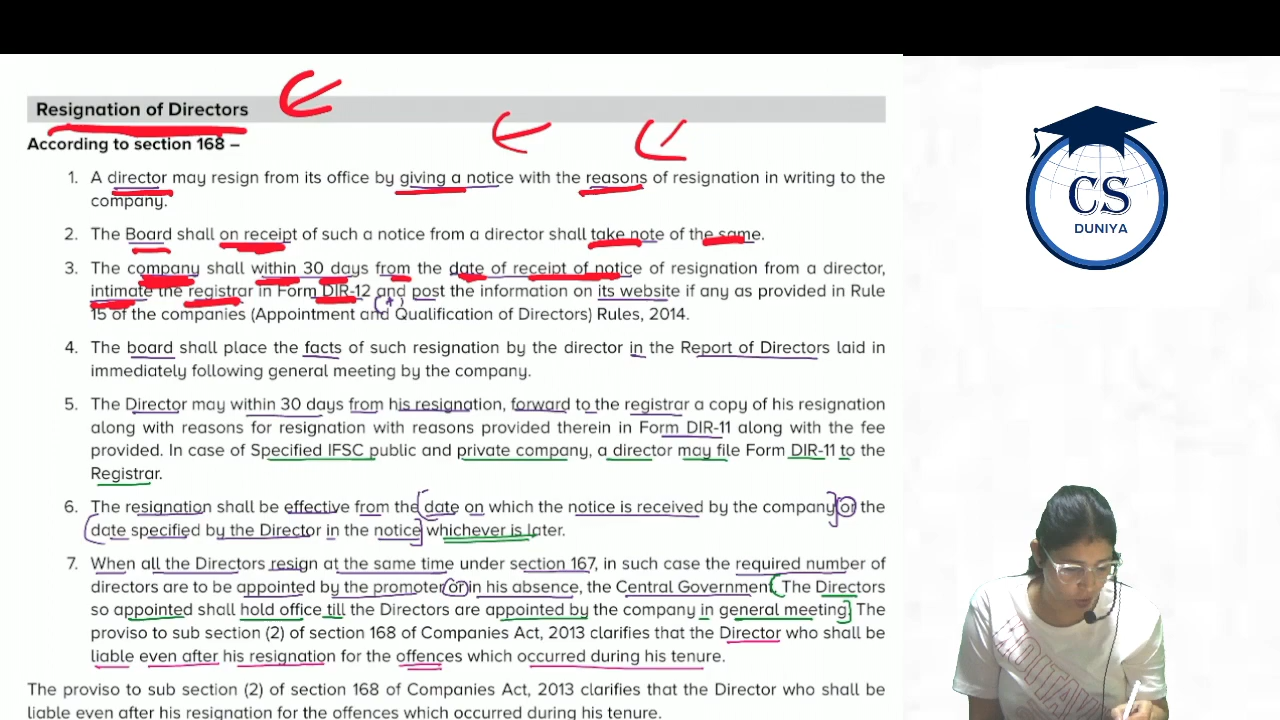 Resignation of Directors
According to section 168 –
1. A director may resign from its office by giving a notice with the reasons of resignation in writing to the
company.
2. The Board shall on receipt of such a notice from a director shall take note of the same.
3. The company shall within 30 days from the date of receipt of notice of resignation from a director,
intimate the registrar in Form DIR-12 and post the information on its website if any as provided in Rule
15 of the companies (Appointment and Qualification of Directors) Rules, 2014.
4. The board shall place the facts of such resignation by the director in the Report of Directors laid in
immediately following general meeting by the company.
5. The Director may within 30 days from his resignation, forward to the registrar a copy of his resignation
along with reasons for resignation with reasons provided therein in Form DIR-11 along with the fee
provided. In case of Specified IFSC public and private company, a director may file Form DIR-11 to the
Registrar.
6. The resignation shall be effective from the date on which the notice is received by the company or the
date specified by the Director in the notice whichever is later.
7. When all the Directors resign at the same time under section 167, in such case the required number of
directors are to be appointed by the promoter or in his absence, the Central Government. The Directors
so appointed shall hold office till the Directors are appointed by the company in general meeting. The
proviso to sub section (2) of section 168 of Companies Act, 2013 clarifies that the Director who shall be
liable even after his resignation for the offences which occurred during his tenure.
The proviso to sub section (2) of section 168 of Companies Act, 2013 clarifies that the Director who shall be
liable even after his resignation for the offences which occurred during his tenure.
CS
DUNIYA